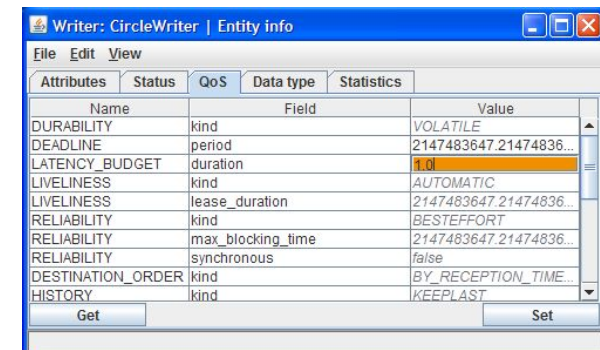 Writer: CircleWriter | Entity info
File Edit View
Attributes Status QoS Data type Statistics
Name Field Value
DURABILITY kind VOLATILE
DEADLINE period 2147483647.21474836...
LATENCY_BUDGET duration 1.0
LIVELINESS kind AUTOMATIC
LIVELINESS lease_duration 2147483647.21474836...
RELIABILITY kind BESTEFFORT
RELIABILITY max_blocking_time 2147483647.21474836...
RELIABILITY synchronous false
DESTINATION_ORDER kind BY_RECEPTION_TIME...
HISTORY kind KEEPLAST
Get Set